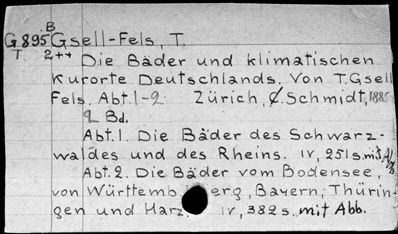 B
G895 Gsell-Fels, T.
T 2++ Die Bäder und klimatischen
Kurorte Deutschlands. Von T. Gsell
Fels. Abt. 1-2. Zürich, C. Schmidt, 1885
2 Bd.
Abt. 1. Die Bäder des Schwarz-
waldes und des Rheins. IV, 251 s. mit Abb.
Abt. 2. Die Bäder vom Bodensee,
von Württemberg, Bayern, Thürin-
gen und Harz. IV, 382 s. mit Abb.